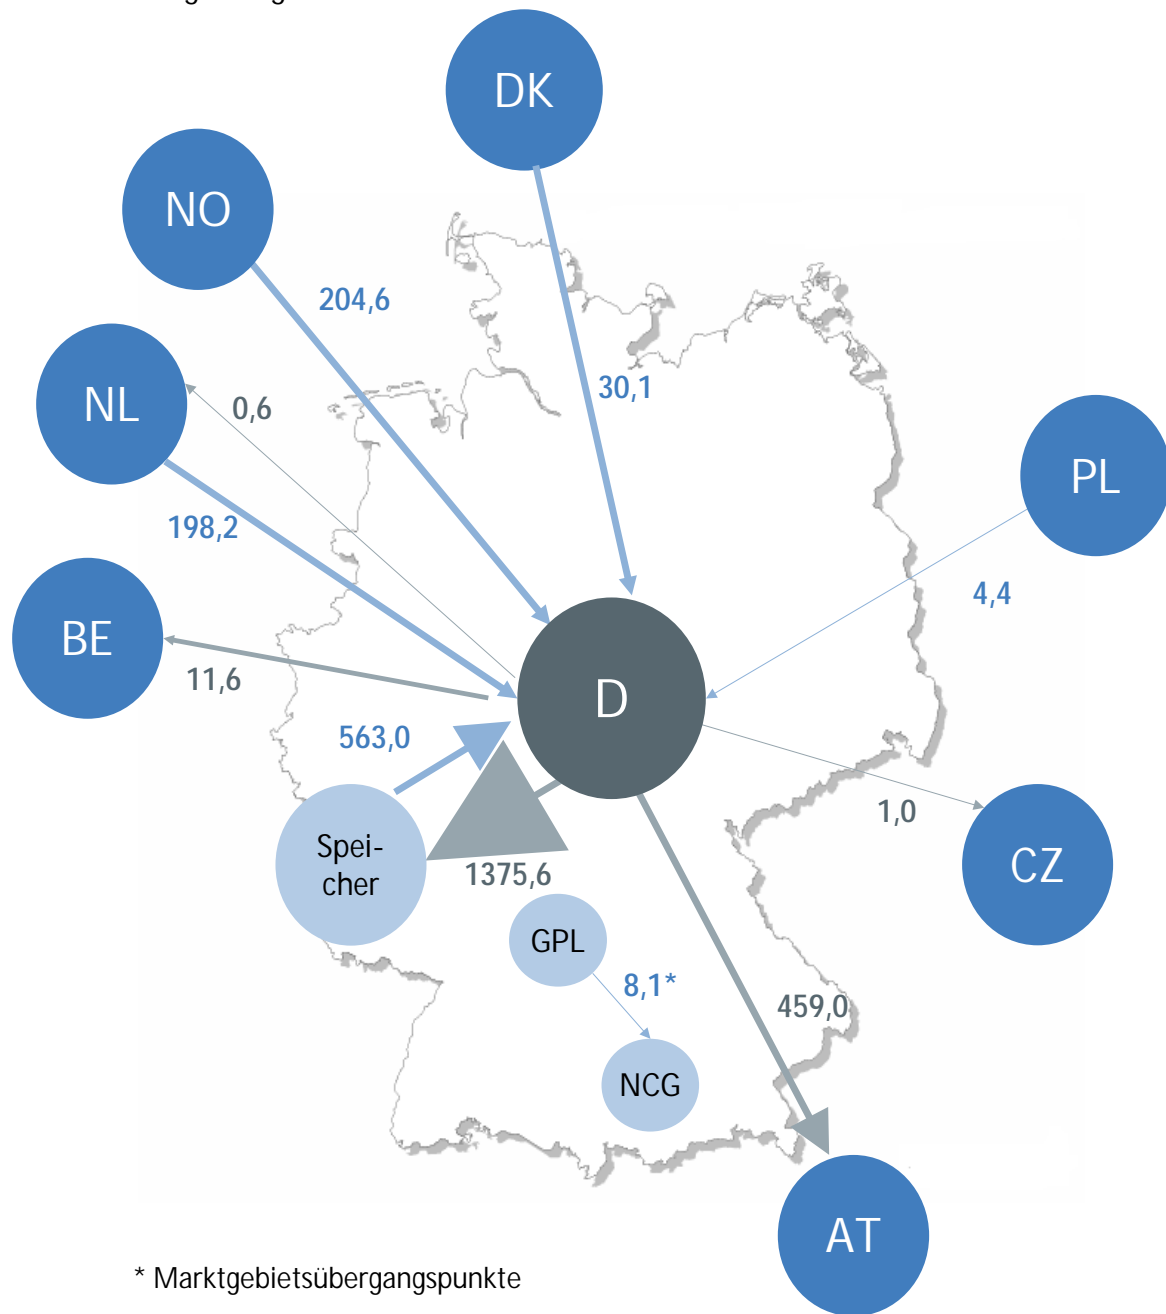 DK
NO
204,6
NL
0,6
30,1
PL
198,2
4,4
BE
11,6
D
563,0
1,0
Spei-
cher
1375,6
CZ
GPL
8,1*
459,0
NCG
AT
* Marktgebietsübergangspunkte